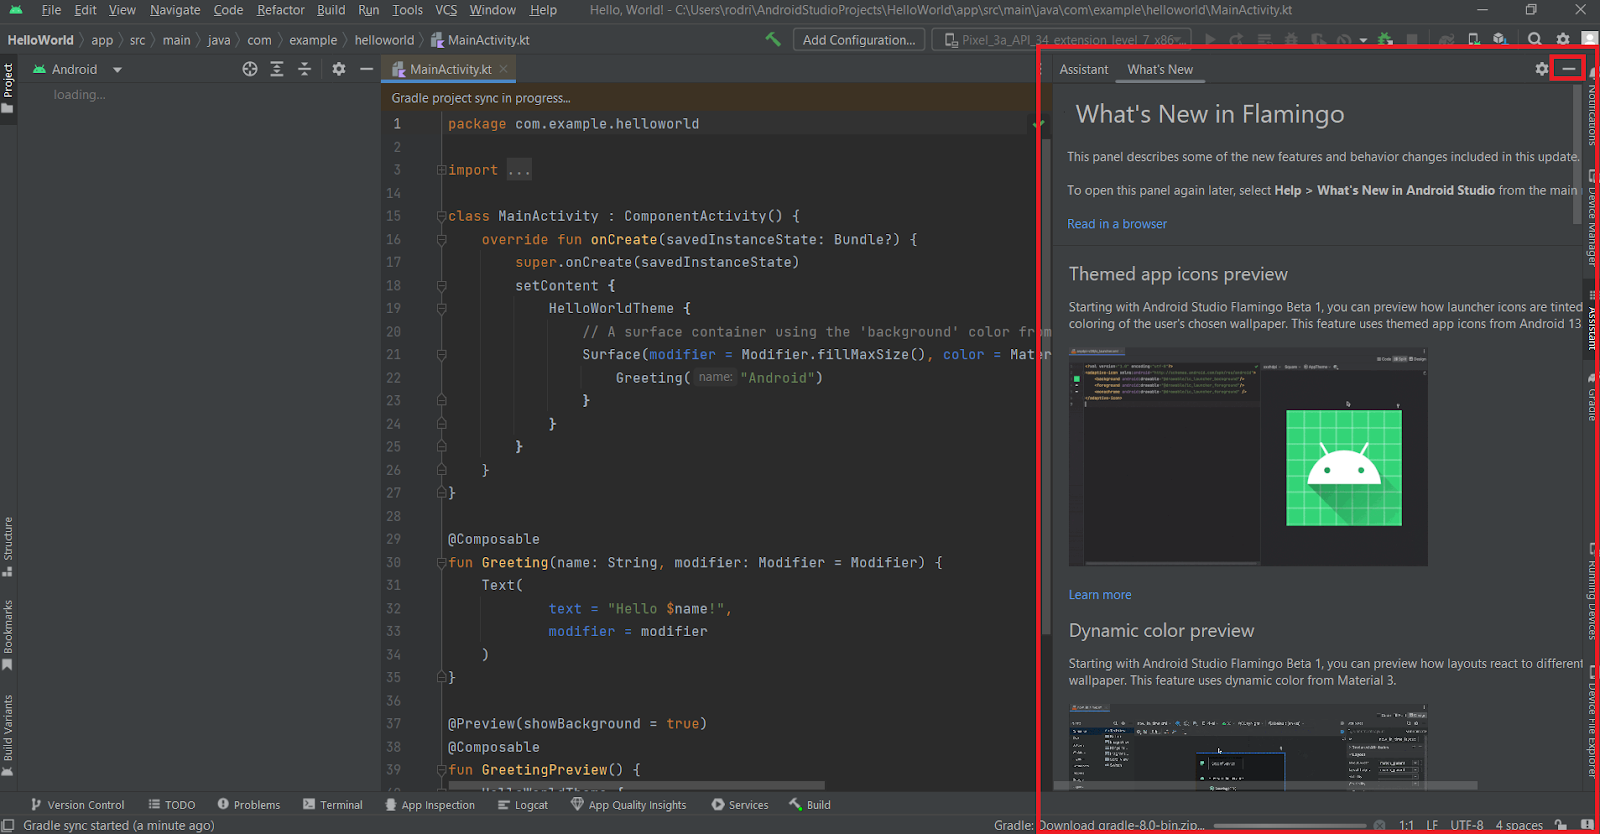 File Edit View Navigate Code Refactor Build Run Tools VCS Window Help Hello, World! - C:\Users\rodri\AndroidStudioProjects\HelloWorld\app\src\main\java\com\example\helloworld\MainActivity.kt
HelloWorld app src main java com example helloworld MainActivity.kt Add Configuration... Pixel_3a_API_34_extension_level_7_x86
Project
Android
loading...
Structure
Bookmarks
Build Variants
MainActivity.kt
Gradle project sync in progress...
1 package com.example.helloworld
2
3 import ...
14
15 class MainActivity : ComponentActivity() {
16 override fun onCreate(savedInstanceState: Bundle?) {
17 super.onCreate(savedInstanceState)
18 setContent {
19 HelloWorldTheme {
20 // A surface container using the 'background' color from
21 Surface(modifier = Modifier.fillMaxSize(), color = Mater
22 Greeting( name: "Android")
23 }
24 }
25 }
26 }
27 }
28
29 @Composable
30 fun Greeting(name: String, modifier: Modifier = Modifier) {
31 Text(
32 text = "Hello $name!",
33 modifier = modifier
34 )
35 }
36
37 @Preview(showBackground = true)
38 @Composable
39 fun GreetingPreview() {
Assistant What's New
What's New in Flamingo
This panel describes some of the new features and behavior changes included in this update.
To open this panel again later, select Help > What's New in Android Studio from the main
Read in a browser
Themed app icons preview
Starting with Android Studio Flamingo Beta 1, you can preview how launcher icons are tinted
coloring of the user's chosen wallpaper. This feature uses themed app icons from Android 13
Learn more
Dynamic color preview
Starting with Android Studio Flamingo Beta 1, you can preview how layouts react to different
wallpaper. This feature uses dynamic color from Material 3.
Notifications
Device Manager
Assistant
Gradle
Running Devices
Device File Explorer
Version Control TODO Problems Terminal App Inspection Logcat App Quality Insights Services Build
Gradle sync started (a minute ago) Gradle: Download gradle-8.0-bin.zip... 1:1 LF UTF-8 4 spaces